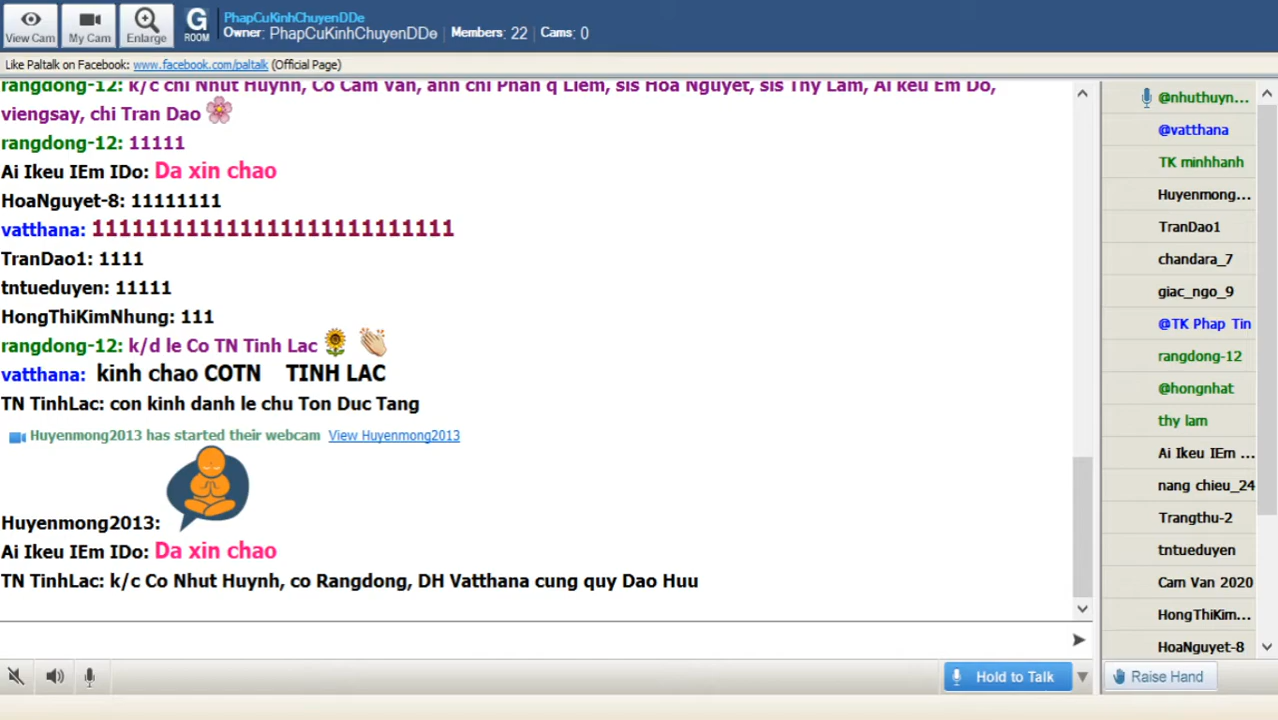 PhapCuKinhChuyenDDe
Owner: PhapCuKinhChuyenDDe Members: 22 Cams: 0
View Cam
My Cam
Enlarge
G
ROOM
Like Paltalk on Facebook: www.facebook.com/paltalk (Official Page)
rangdong-12: k/c chi Nhut Huynh, Co Cam Van, anh chi Phan q Liem, sis Hoa Nguyet, sis Thy Lam, Ai Ikeu Em Do,
viengsay, chi Tran Dao
rangdong-12: 11111
Ai Ikeu IEm IDo: Da xin chao
HoaNguyet-8: 11111111
vatthana: 111111111111111111111111111
TranDao1: 1111
tntueduyen: 11111
HongThiKimNhung: 111
rangdong-12: k/d le Co TN Tinh Lac
vatthana: kinh chao COTN TINH LAC
TN TinhLac: con kinh danh le chu Ton Duc Tang
Huyenmong2013 has started their webcam View Huyenmong2013
Huyenmong2013:
Ai Ikeu IEm IDo: Da xin chao
TN TinhLac: k/c Co Nhut Huynh, co Rangdong, DH Vatthana cung quy Dao Huu
Hold to Talk
@nhuthuyn...
@vatthana
TK minhhanh
Huyenmong...
TranDao1
chandara_7
giac_ngo_9
@TK Phap Tin
rangdong-12
@hongnhat
thy lam
Ai Ikeu IEm ...
nang chieu_24
Trangthu-2
tntueduyen
Cam Van 2020
HongThiKim...
HoaNguyet-8
Raise Hand